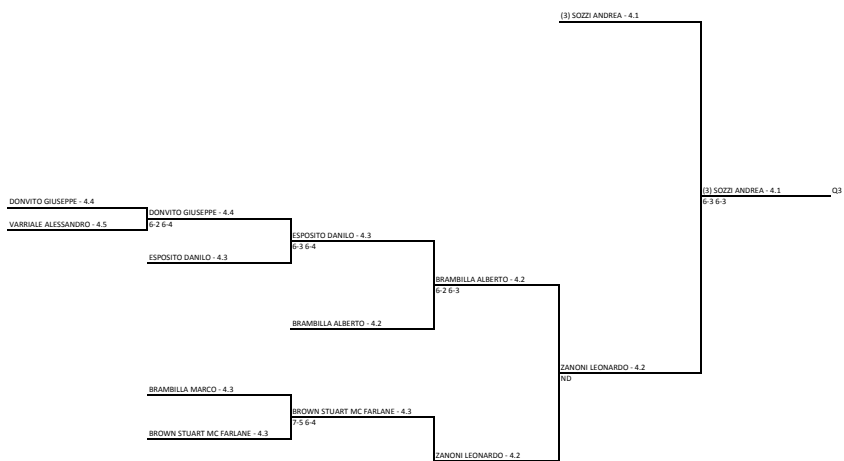 (3) SOZZI ANDREA - 4.1
(3) SOZZI ANDREA - 4.1 Q3
6-3 6-3
DONVITO GIUSEPPE - 4.4
DONVITO GIUSEPPE - 4.4
VARRIALE ALESSANDRO - 4.5
6-2 6-4
ESPOSITO DANILO - 4.3
6-3 6-4
ESPOSITO DANILO - 4.3
BRAMBILLA ALBERTO - 4.2
6-2 6-3
BRAMBILLA ALBERTO - 4.2
ZANONI LEONARDO - 4.2
ND
BRAMBILLA MARCO - 4.3
BROWN STUART MC FARLANE - 4.3
7-5 6-4
BROWN STUART MC FARLANE - 4.3
ZANONI LEONARDO - 4.2